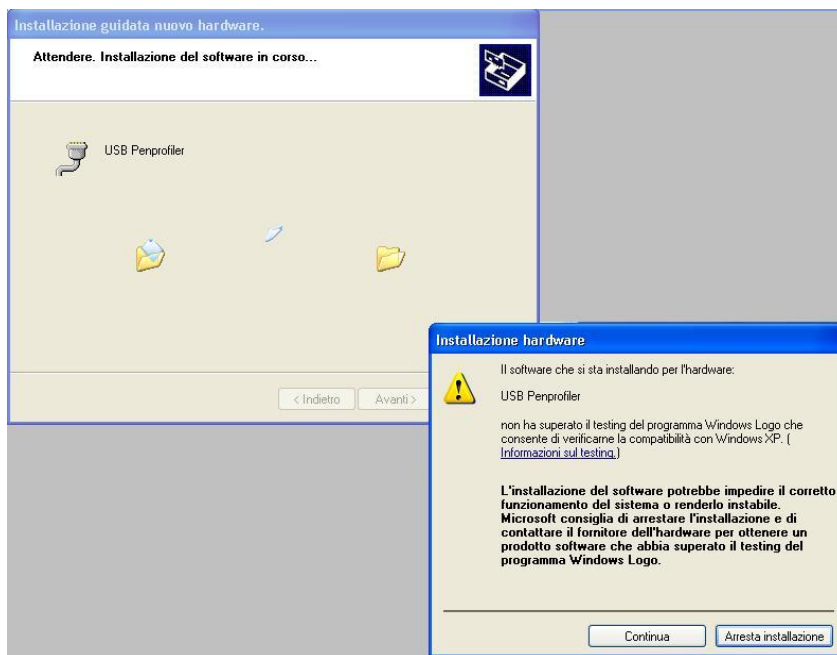 Installazione guidata nuovo hardware.
Attendere. Installazione del software in corso...
USB Penprofiler
< Indietro
Avanti >
Installazione hardware
Il software che si sta installando per l'hardware:
USB Penprofiler
non ha superato il testing del programma Windows Logo che
consente di verificarne la compatibilità con Windows XP. (
Informazioni sul testing.)
L'installazione del software potrebbe impedire il corretto
funzionamento del sistema o renderlo instabile.
Microsoft consiglia di arrestare l'installazione e di
contattare il fornitore dell'hardware per ottenere un
prodotto software che abbia superato il testing del
programma Windows Logo.
Continua
Arresta installazione